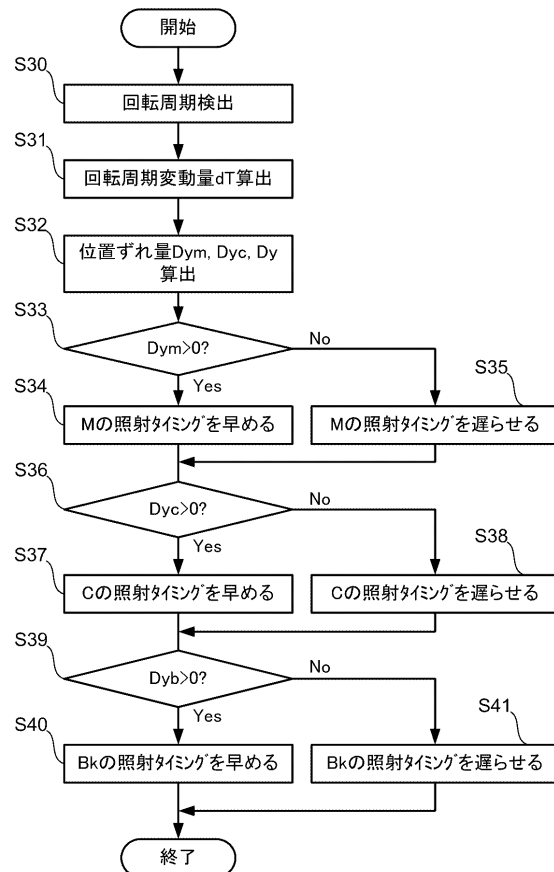 開始
S30
回転周期検出
S31
回転周期変動量dT算出
S32
位置ずれ量Dym, Dyc, Dy
算出
S33
Dym>0?
No
Yes
S34
Mの照射ﾀｲﾐﾝｸﾞを早める
S35
Mの照射ﾀｲﾐﾝｸﾞを遅らせる
S36
Dyc>0?
No
Yes
S37
Cの照射ﾀｲﾐﾝｸﾞを早める
S38
Cの照射ﾀｲﾐﾝｸﾞを遅らせる
S39
Dyb>0?
No
Yes
S40
Bkの照射ﾀｲﾐﾝｸﾞを早める
S41
Bkの照射ﾀｲﾐﾝｸﾞを遅らせる
終了